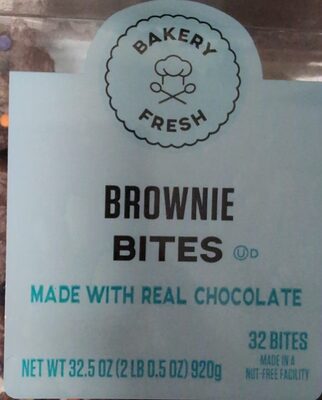 BAKERY
FRESH
BROWNIE
BITES Ⓤ D
MADE WITH REAL CHOCOLATE
32 BITES
MADE IN A
NUT-FREE FACILITY
NET WT 32.5 OZ (2 LB 0.5 OZ) 920g